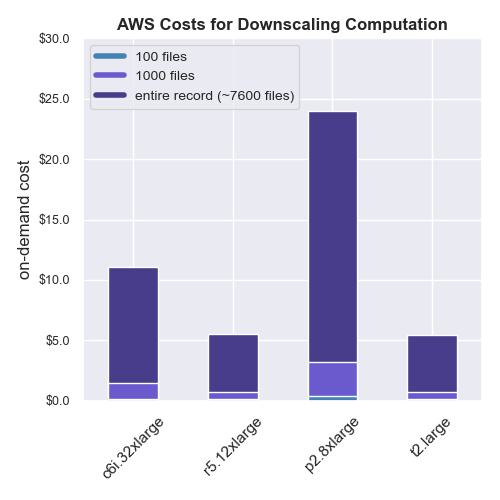 AWS Costs for Downscaling Computation
$30.0
$25.0
$20.0
$15.0
$10.0
$5.0
$0.0
on-demand cost
100 files
1000 files
entire record (~7600 files)
c6i.32xlarge
r5.12xlarge
p2.8xlarge
t2.large